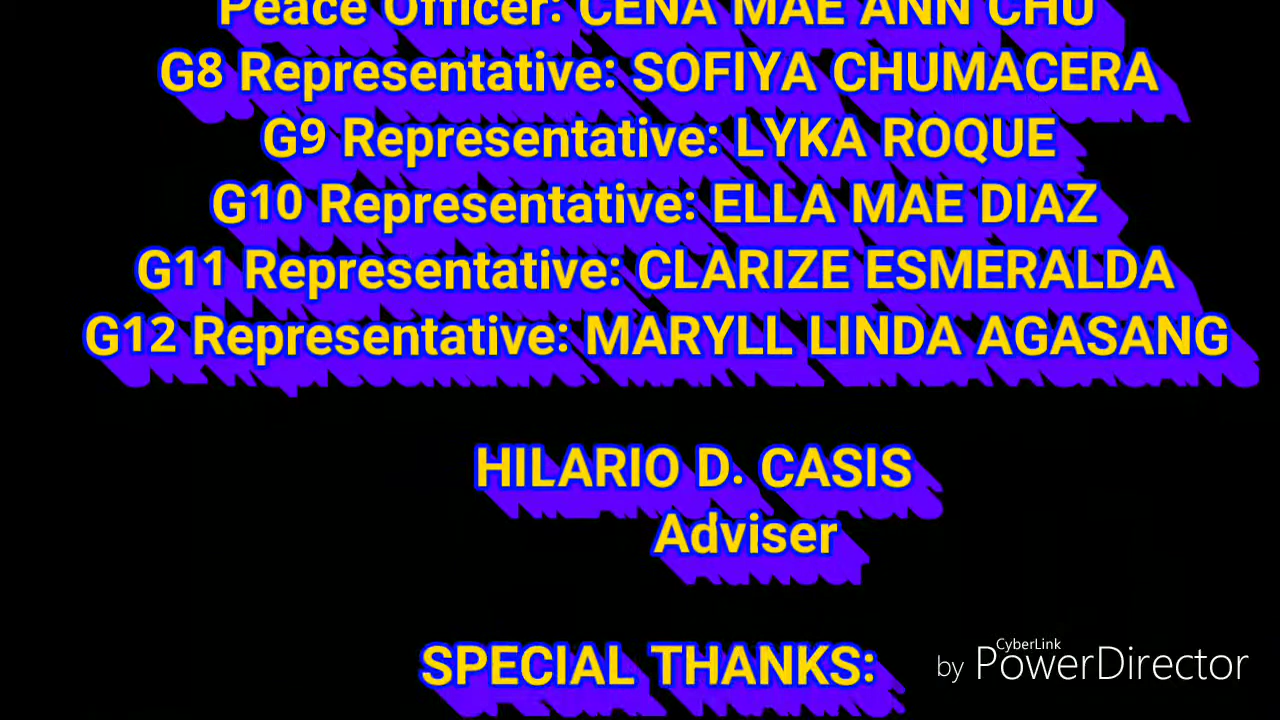 Peace Officer: CENA MAE ANN CHU
G8 Representative: SOFIYA CHUMACERA
G9 Representative: LYKA ROQUE
G10 Representative: ELLA MAE DIAZ
G11 Representative: CLARIZE ESMERALDA
G12 Representative: MARYLL LINDA AGASANG
HILARIO D. CASIS
Adviser
SPECIAL THANKS:
CyberLink
by PowerDirector